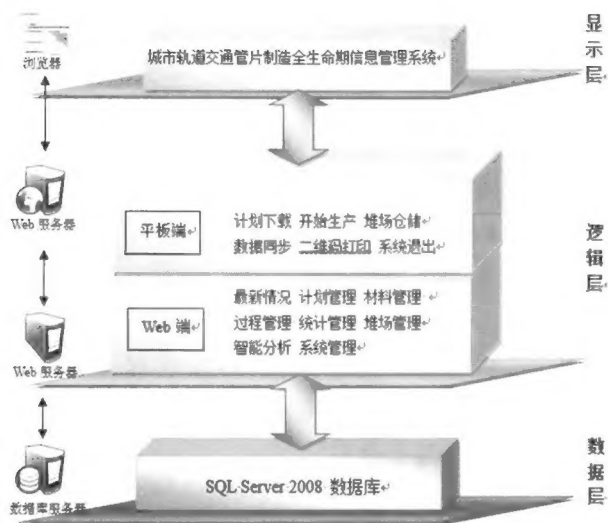 显示层
浏览器
城市轨道交通管片制造全生命期信息管理系统
Web 服务器
平板端
计划下载 开始生产 堆场仓储
数据同步 二维码打印 系统退出
逻辑层
Web 端
最新情况 计划管理 材料管理
过程管理 统计管理 堆场管理
智能分析 系统管理
Web 服务器
数据库服务器
SQL Server 2008 数据库
数据层